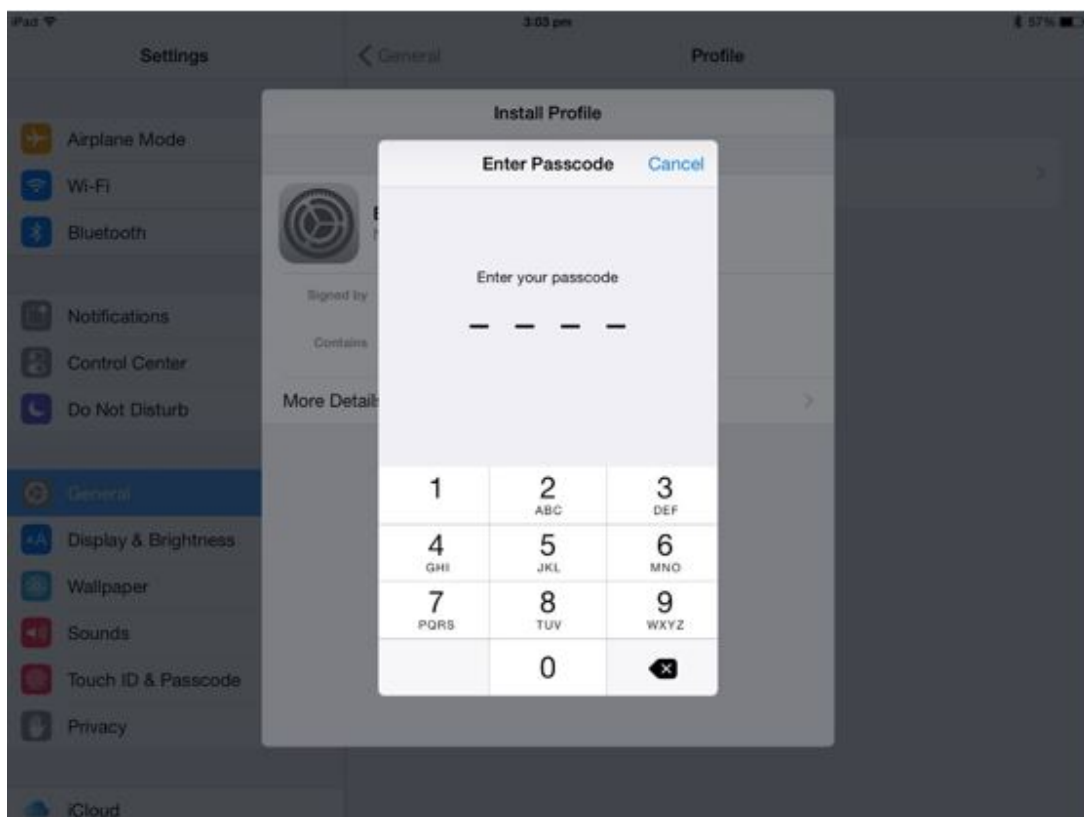 iPad
3:03 pm
57%
Settings
General
Profile
Install Profile
Airplane Mode
Wi-Fi
Bluetooth
Notifications
Control Center
Do Not Disturb
General
Display & Brightness
Wallpaper
Sounds
Touch ID & Passcode
Privacy
iCloud
Signed by
Contains
More Details
Enter Passcode Cancel
Enter your passcode
1 2 3
ABC DEF
4 5 6
GHI JKL MNO
7 8 9
PQRS TUV WXYZ
0